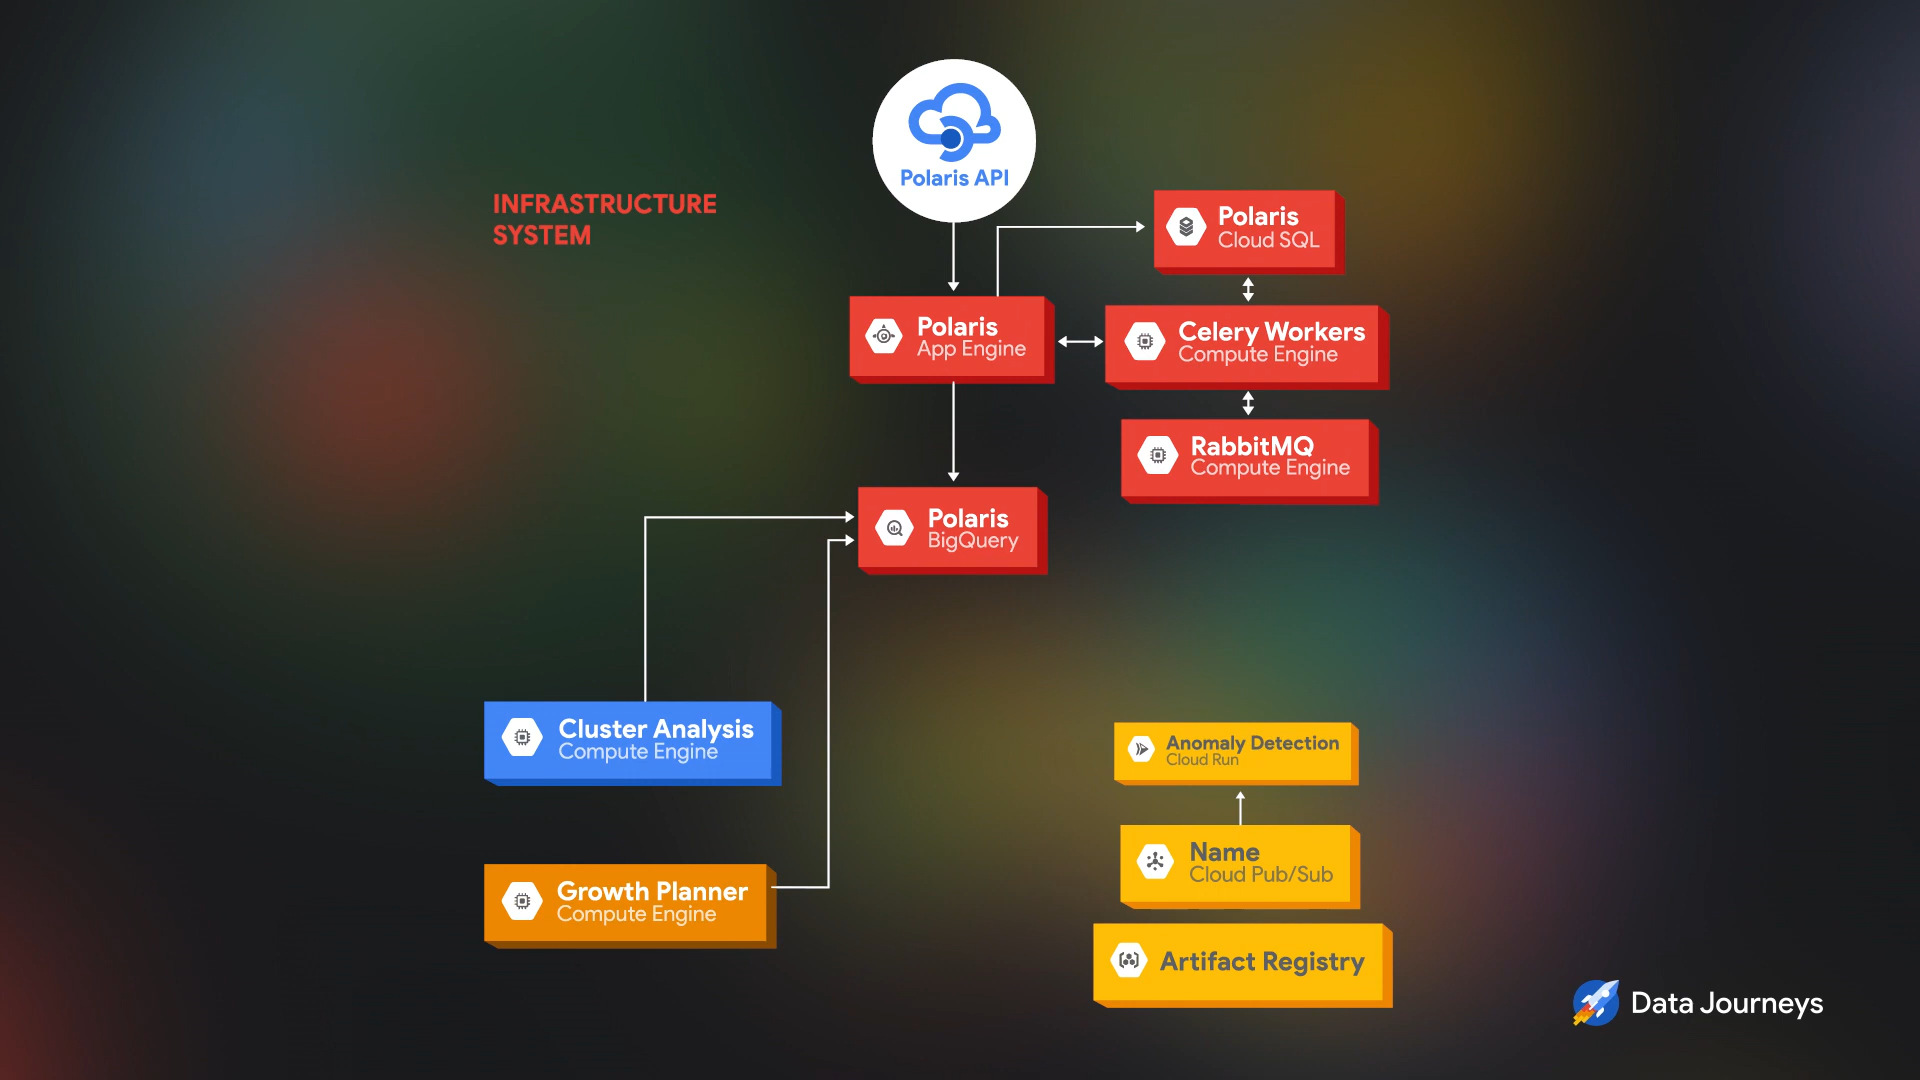 Polaris API
INFRASTRUCTURE
SYSTEM
Polaris
Cloud SQL
Polaris
App Engine
Celery Workers
Compute Engine
RabbitMQ
Compute Engine
Polaris
BigQuery
Cluster Analysis
Compute Engine
Anomaly Detection
Cloud Run
Name
Cloud Pub/Sub
Growth Planner
Compute Engine
Artifact Registry
Data Journeys